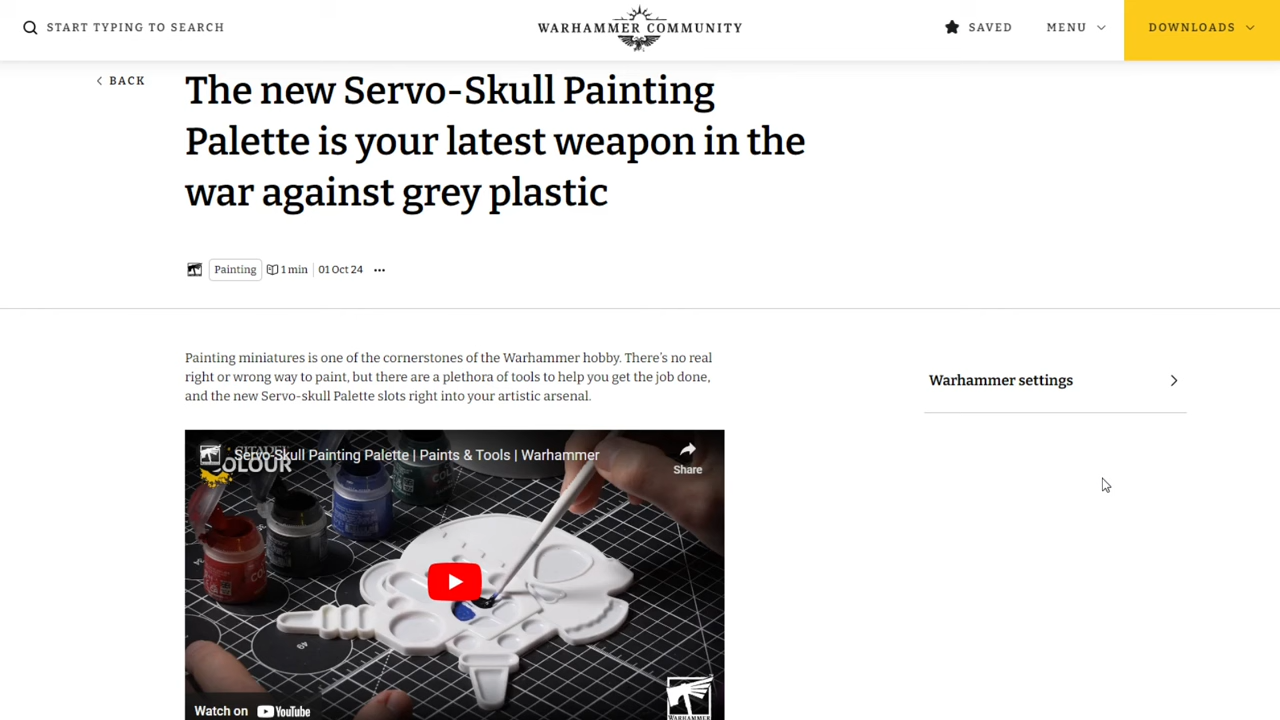 START TYPING TO SEARCH
WARHAMMER COMMUNITY
SAVED
MENU
DOWNLOADS
BACK
The new Servo-Skull Painting
Palette is your latest weapon in the
war against grey plastic
Painting
1 min
01 Oct 24
Painting miniatures is one of the cornerstones of the Warhammer hobby. There's no real
right or wrong way to paint, but there are a plethora of tools to help you get the job done,
and the new Servo-skull Palette slots right into your artistic arsenal.
Warhammer settings
Servo-Skull Painting Palette | Paints & Tools | Warhammer
CITADEL
COLOUR
Share
Watch on YouTube
WARHAMMER